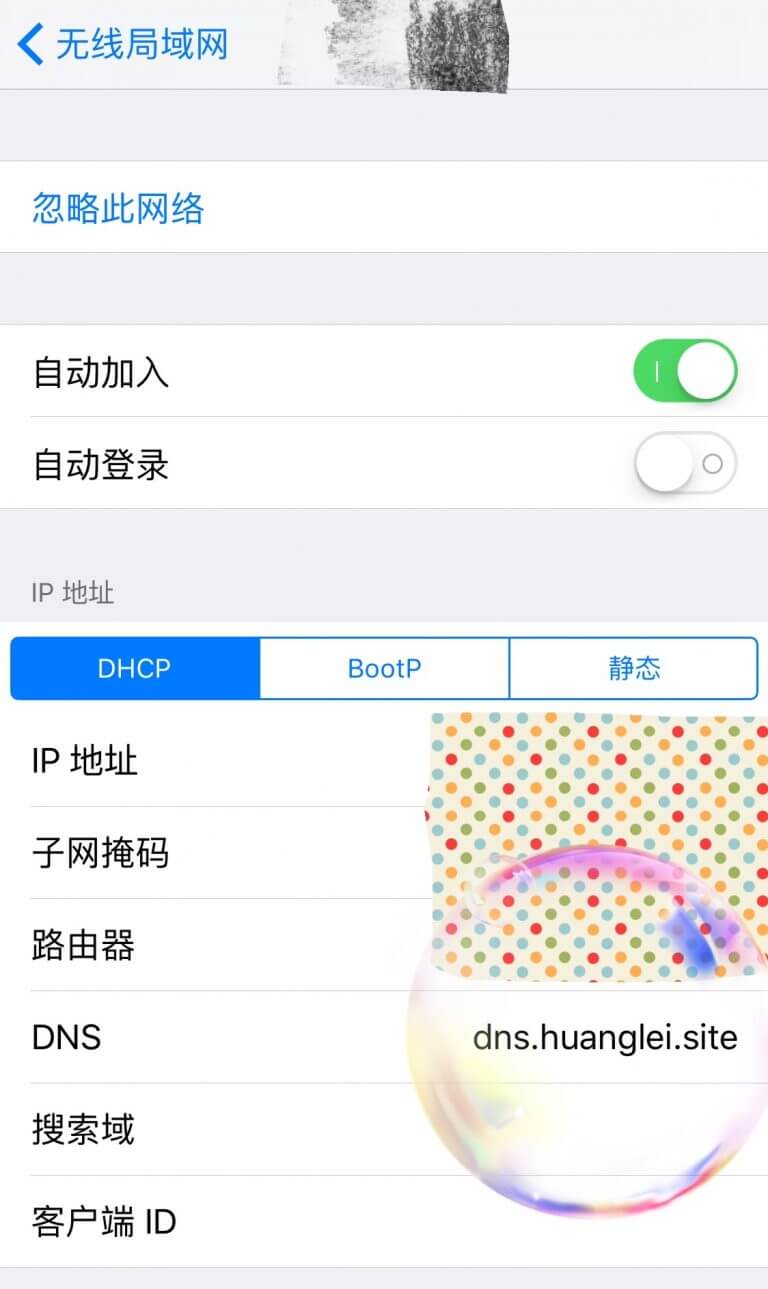 无线局域网
忽略此网络
自动加入
自动登录
IP 地址
DHCP BootP 静态
IP 地址
子网掩码
路由器
DNS dns.huanglei.site
搜索域
客户端 ID